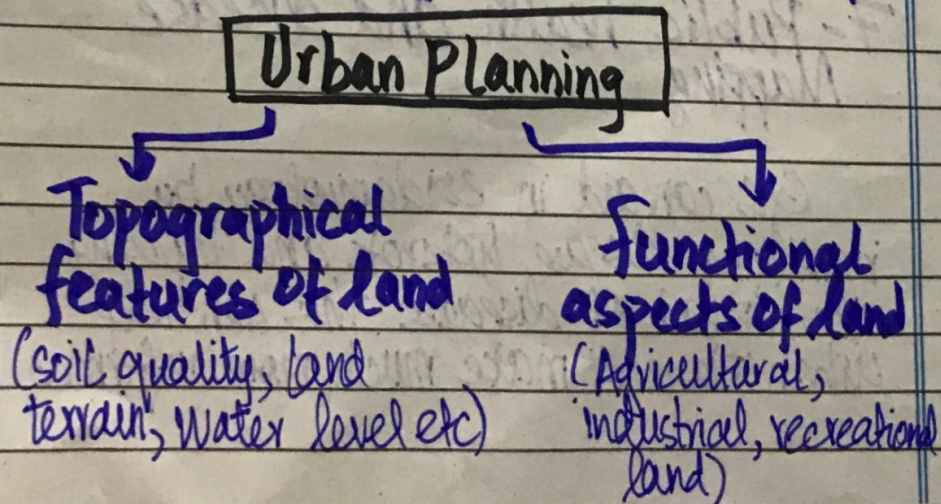 Urban Planning
Topographical
features of land
(soil quality, land
terrain, Water level etc)
functional
aspects of land
(Agricultural,
industrial, recreational
land)